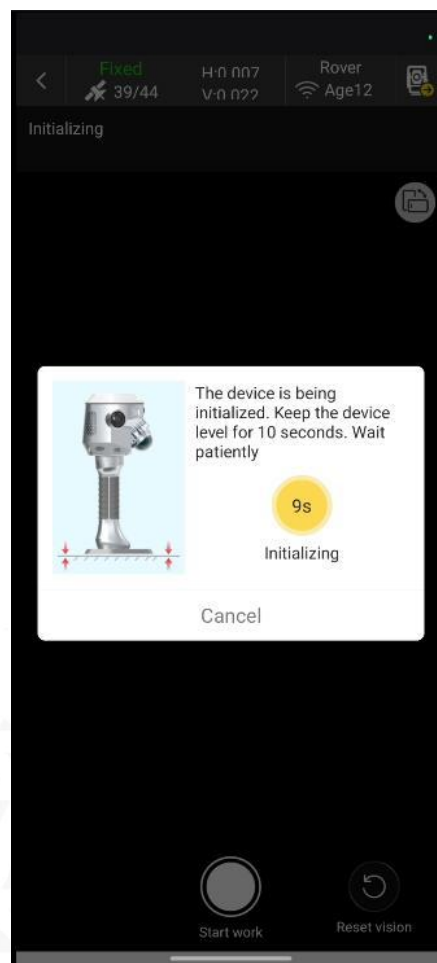 Fixed
39/44
H:0.007
V:0.022
Rover
Age12
Initializing
The device is being
initialized. Keep the device
level for 10 seconds. Wait
patiently
9s
Initializing
Cancel
Start work
Reset vision